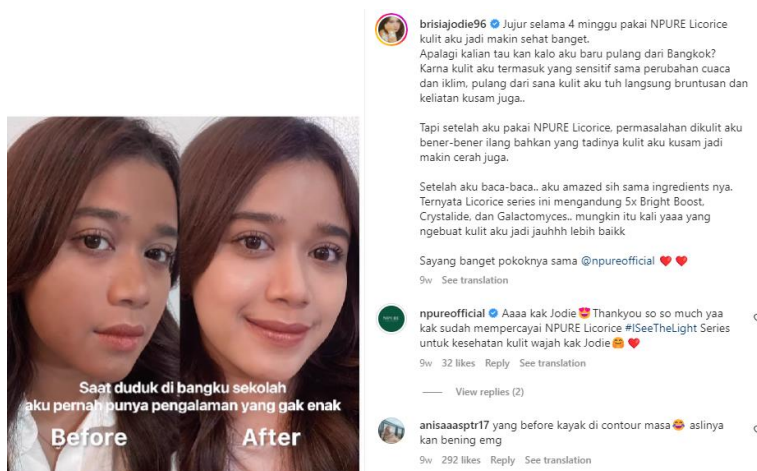 brisiajodie96 Jujur selama 4 minggu pakai NPURE Licorice
kulit aku jadi makin sehat banget.
Apalagi kalian tau kan kalo aku baru pulang dari Bangkok?
Karna kulit aku termasuk yang sensitif sama perubahan cuaca
dan iklim, pulang dari sana kulit aku tuh langsung bruntusan dan
keliatan kusam juga..
Tapi setelah aku pakai NPURE Licorice, permasalahan dikulit aku
bener-bener ilang bahkan yang tadinya kulit aku kusam jadi
makin cerah juga.
Setelah aku baca-baca.. aku amazed sih sama ingredients nya.
Ternyata Licorice series ini mengandung 5x Bright Boost,
Crystalide, dan Galactomyces.. mungkin itu kali yaaa yang
ngebuat kulit aku jadi jauhhh lebih baikk
Sayang banget pokoknya sama @npureofficial ❤️ ❤️
9w See translation
npureofficial Aaaa kak Jodie😍Thankyou so so much yaa
kak sudah mempercayai NPURE Licorice #ISeeTheLight Series
untuk kesehatan kulit wajah kak Jodie🤗 ❤️
9w 32 likes Reply See translation
View replies (2)
anisaaasptr17 yang before kayak di contour masa😂 aslinya
kan bening emg
9w 292 likes Reply See translation
Saat duduk di bangku sekolah
aku pernah punya pengalaman yang gak enak
Before After